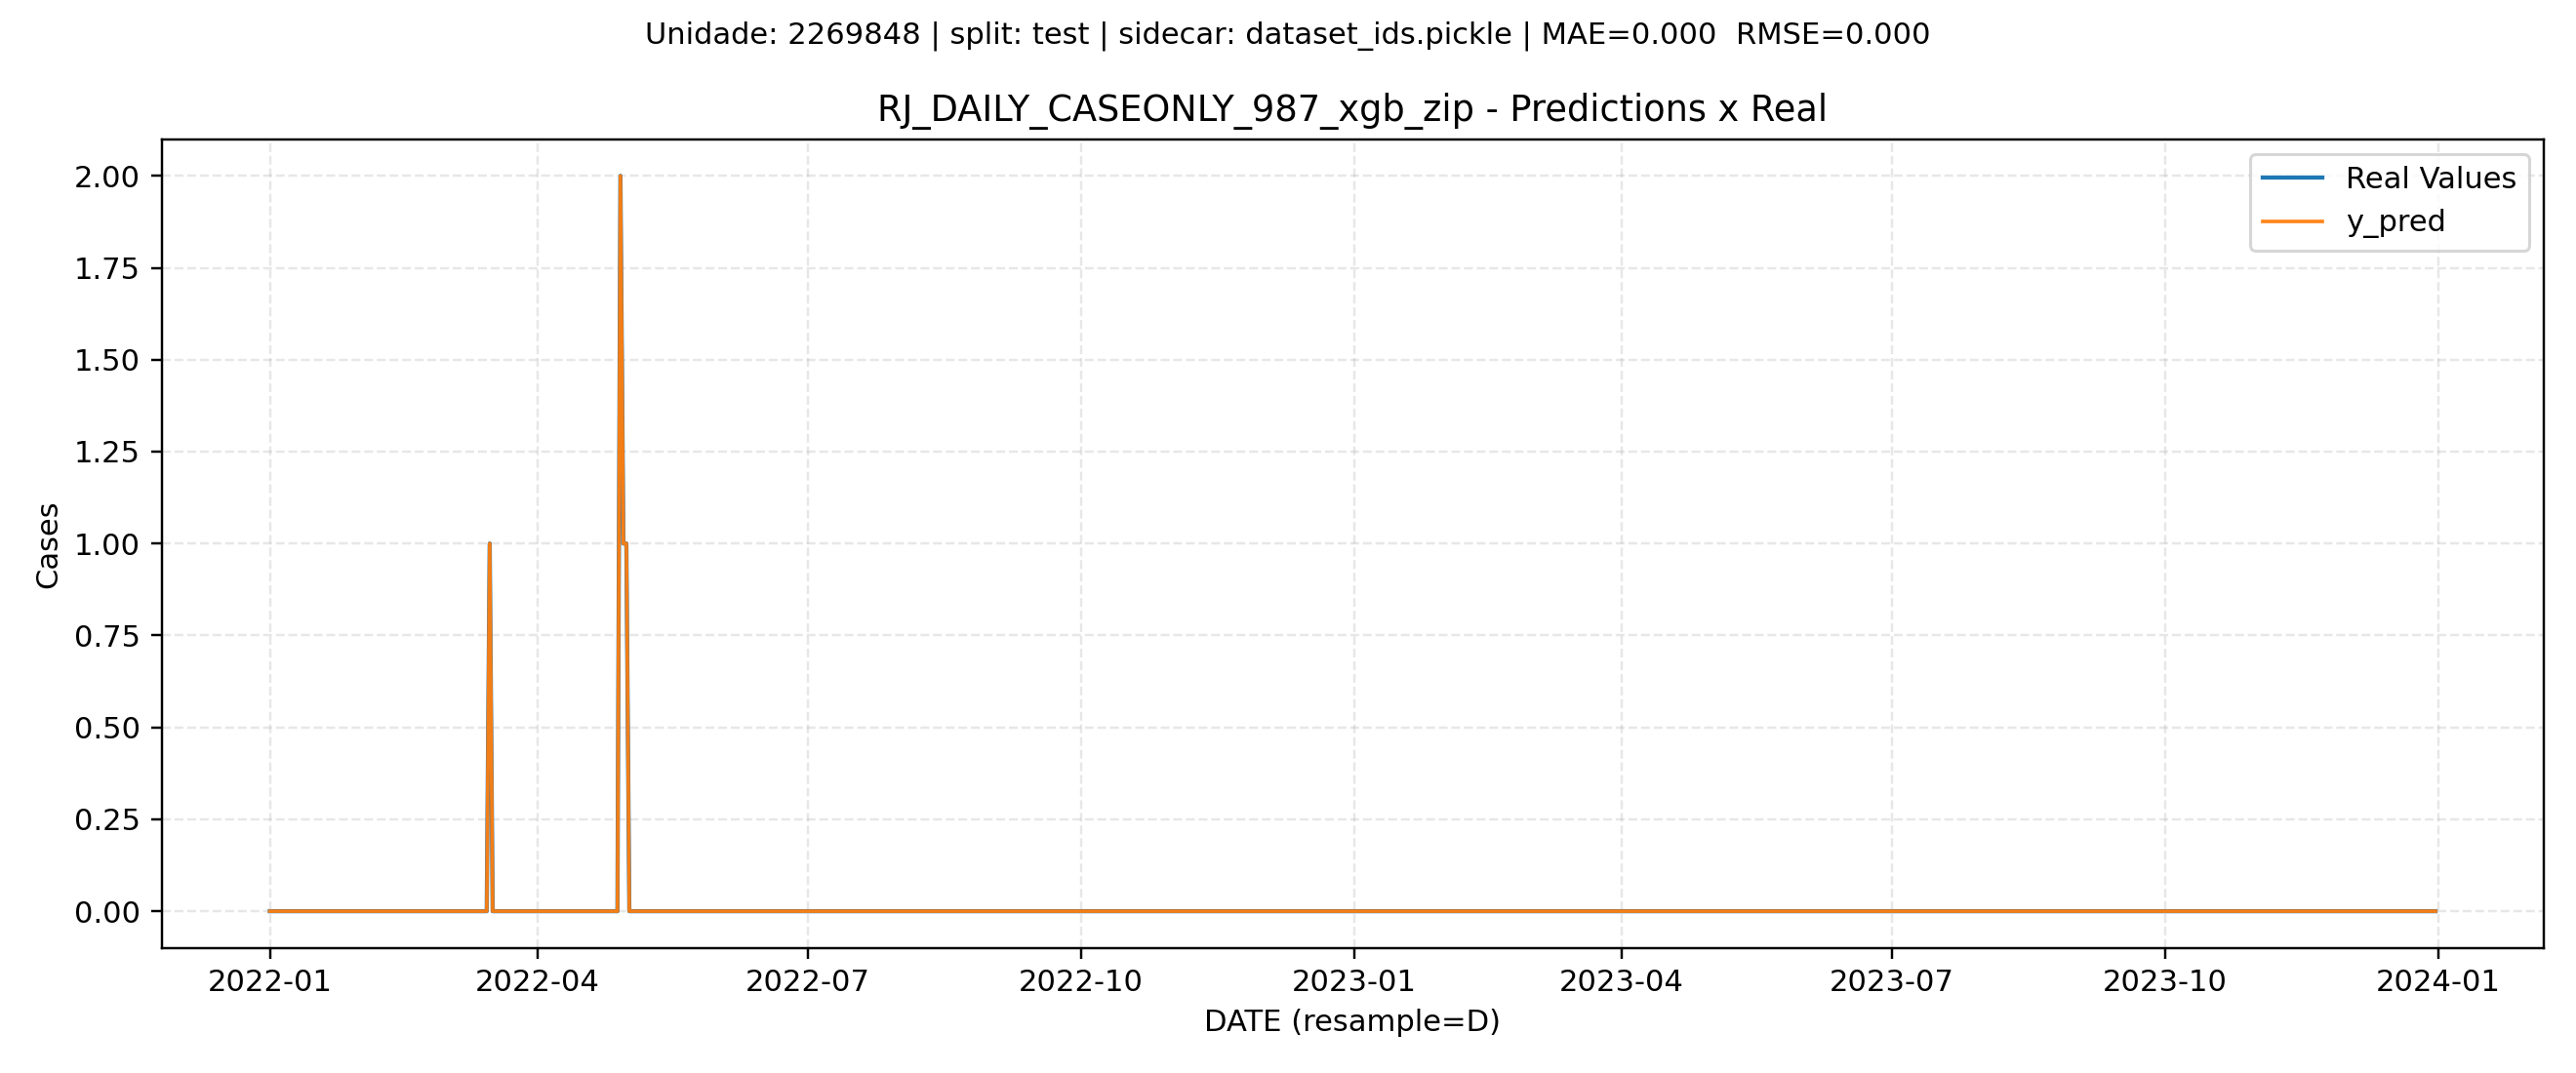 Unidade: 2269848 | split: test | sidecar: dataset_ids.pickle | MAE=0.000  RMSE=0.000
RJ_DAILY_CASEONLY_987_xgb_zip - Predictions x Real
Real Values
y_pred
2.00
1.75
1.50
1.25
1.00
0.75
0.50
0.25
0.00
Cases
2022-01 2022-04 2022-07 2022-10 2023-01 2023-04 2023-07 2023-10 2024-01
DATE (resample=D)